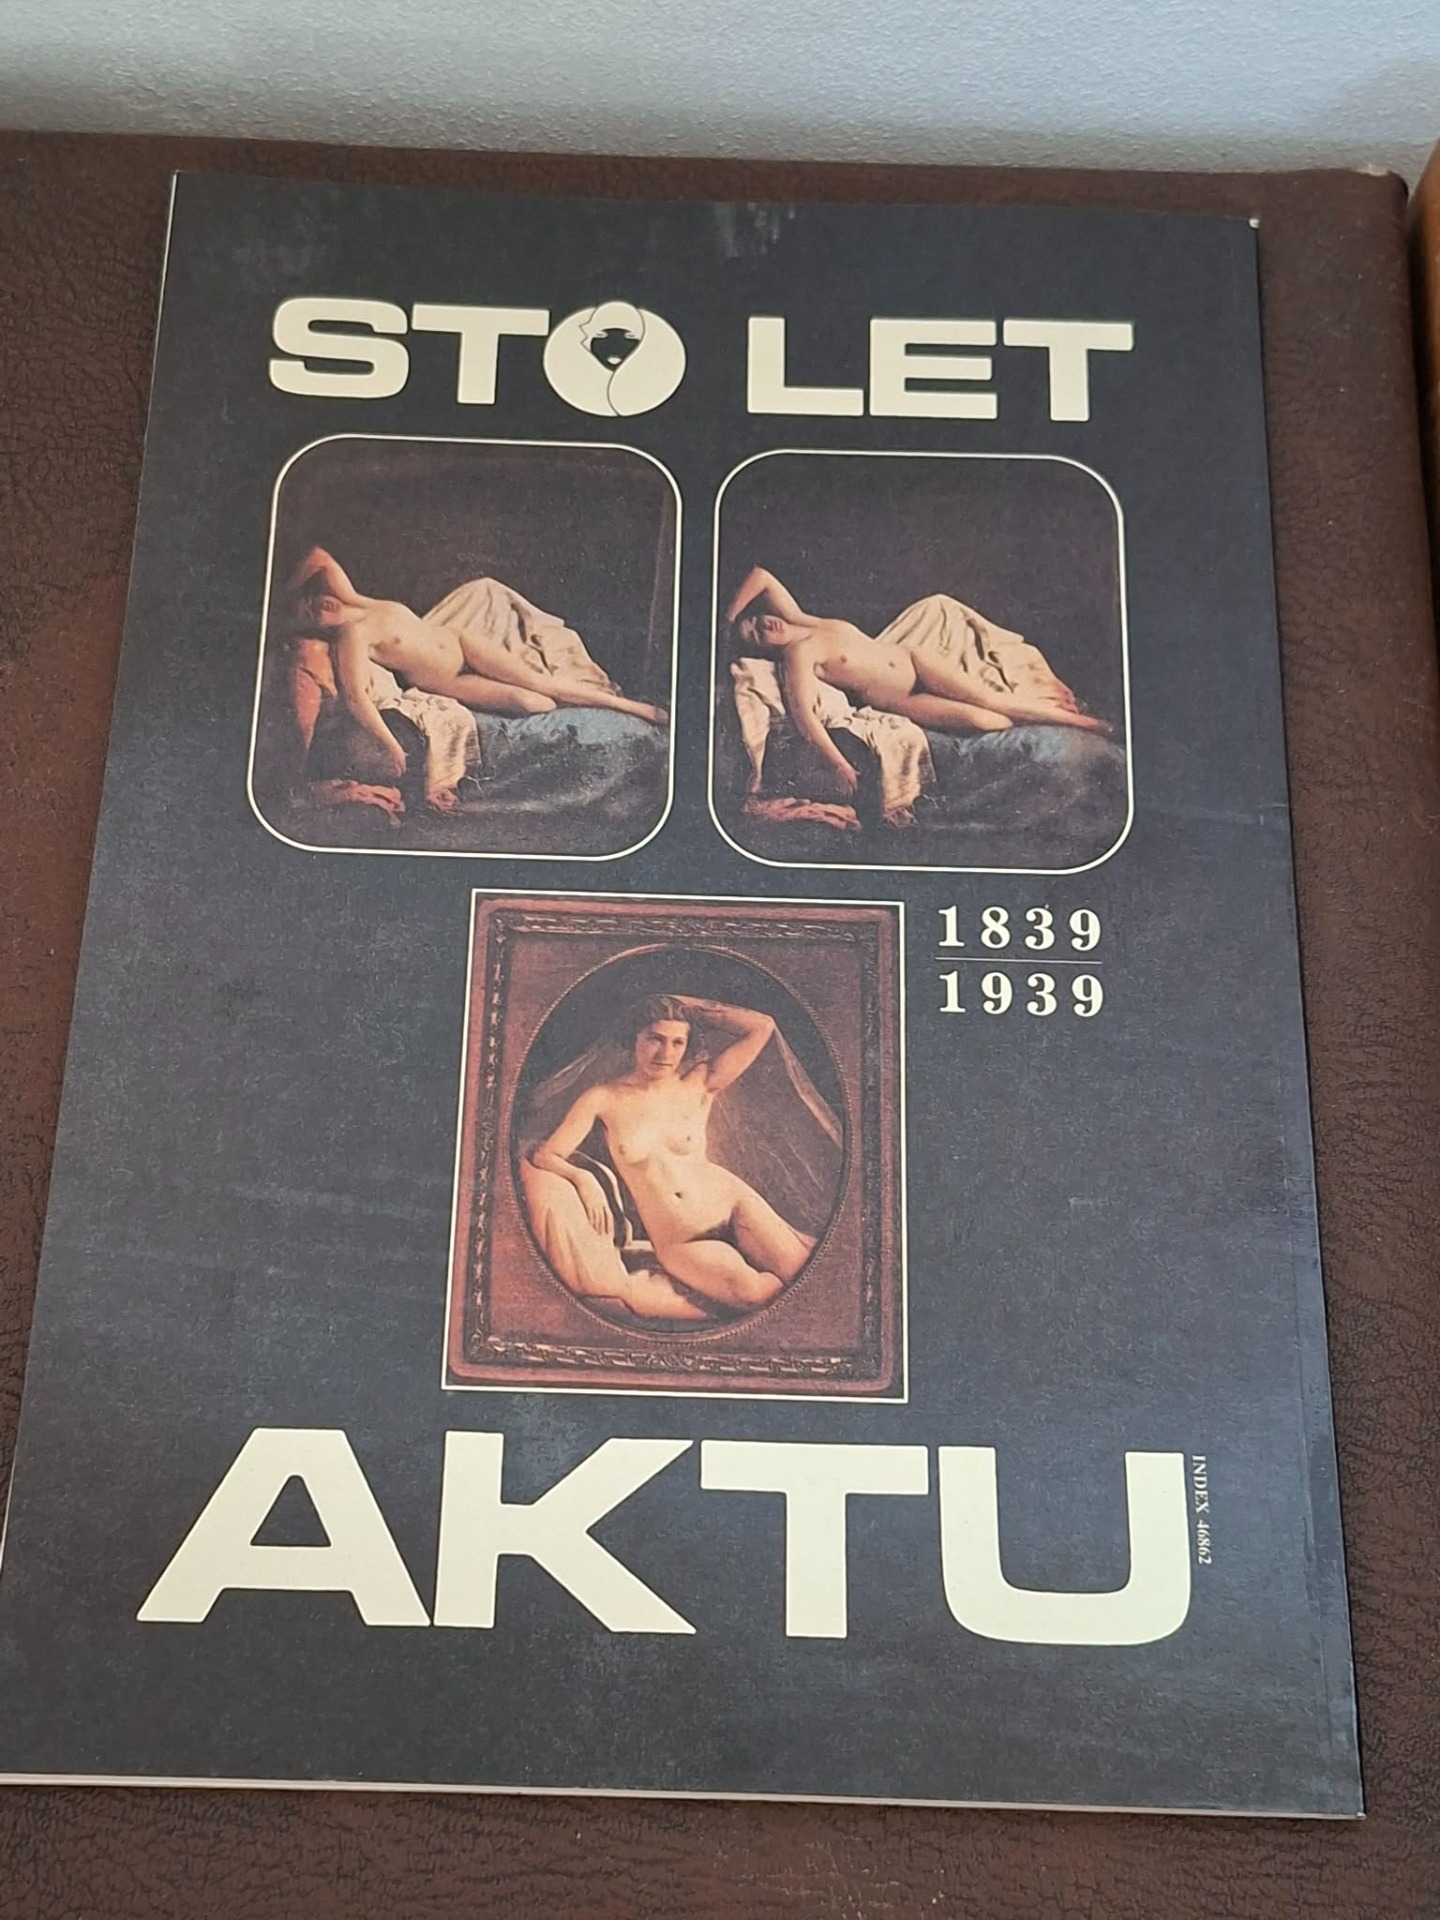 STO LET
1839
1939
AKTU
INDEX 46862